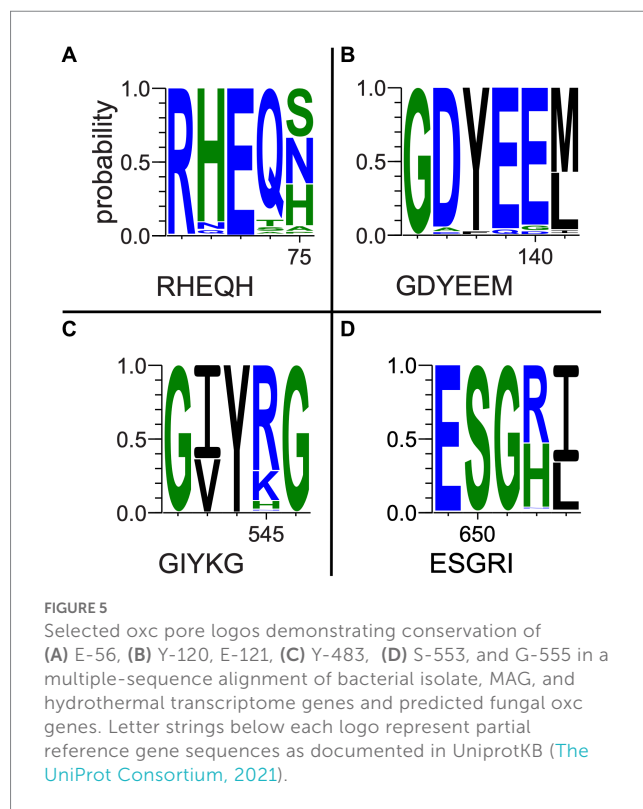 A
probability
1.0
0.5
0.0
RHEQS
N
H
75
RHEQH
B
1.0
0.5
0.0
GDYEEM
L
140
GDYEEM
C
1.0
0.5
0.0
GIYRG
V K
H
545
GIYKG
D
1.0
0.5
0.0
ESGRI
H L
650
ESGRI
FIGURE 5
Selected oxc pore logos demonstrating conservation of
(A) E-56, (B) Y-120, E-121, (C) Y-483, (D) S-553, and G-555 in a
multiple-sequence alignment of bacterial isolate, MAG, and
hydrothermal transcriptome genes and predicted fungal oxc
genes. Letter strings below each logo represent partial
reference gene sequences as documented in UniprotKB (The
UniProt Consortium, 2021).